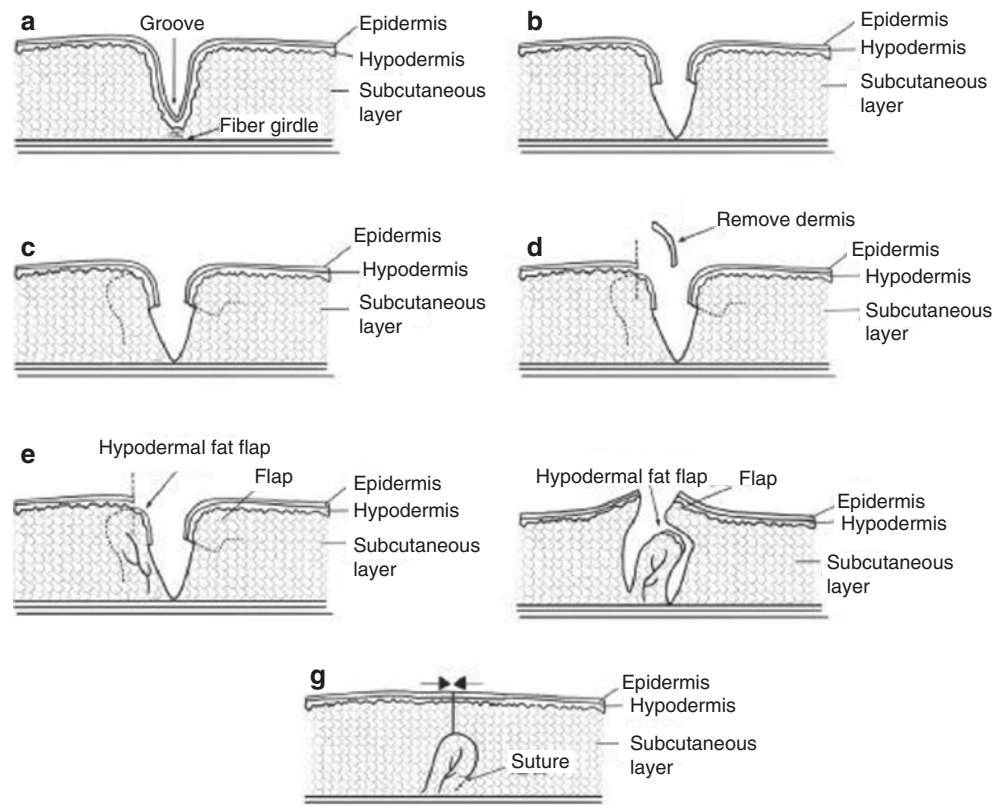 a
Groove
Epidermis
Hypodermis
Subcutaneous
layer
Fiber girdle
b
Epidermis
Hypodermis
Subcutaneous
layer
c
Epidermis
Hypodermis
Subcutaneous
layer
d
Remove dermis
Epidermis
Hypodermis
Subcutaneous
layer
e
Hypodermal fat flap
Flap
Epidermis
Hypodermis
Subcutaneous
layer
Hypodermal fat flap
Flap
Epidermis
Hypodermis
Subcutaneous
layer
g
Epidermis
Hypodermis
Subcutaneous
layer
Suture